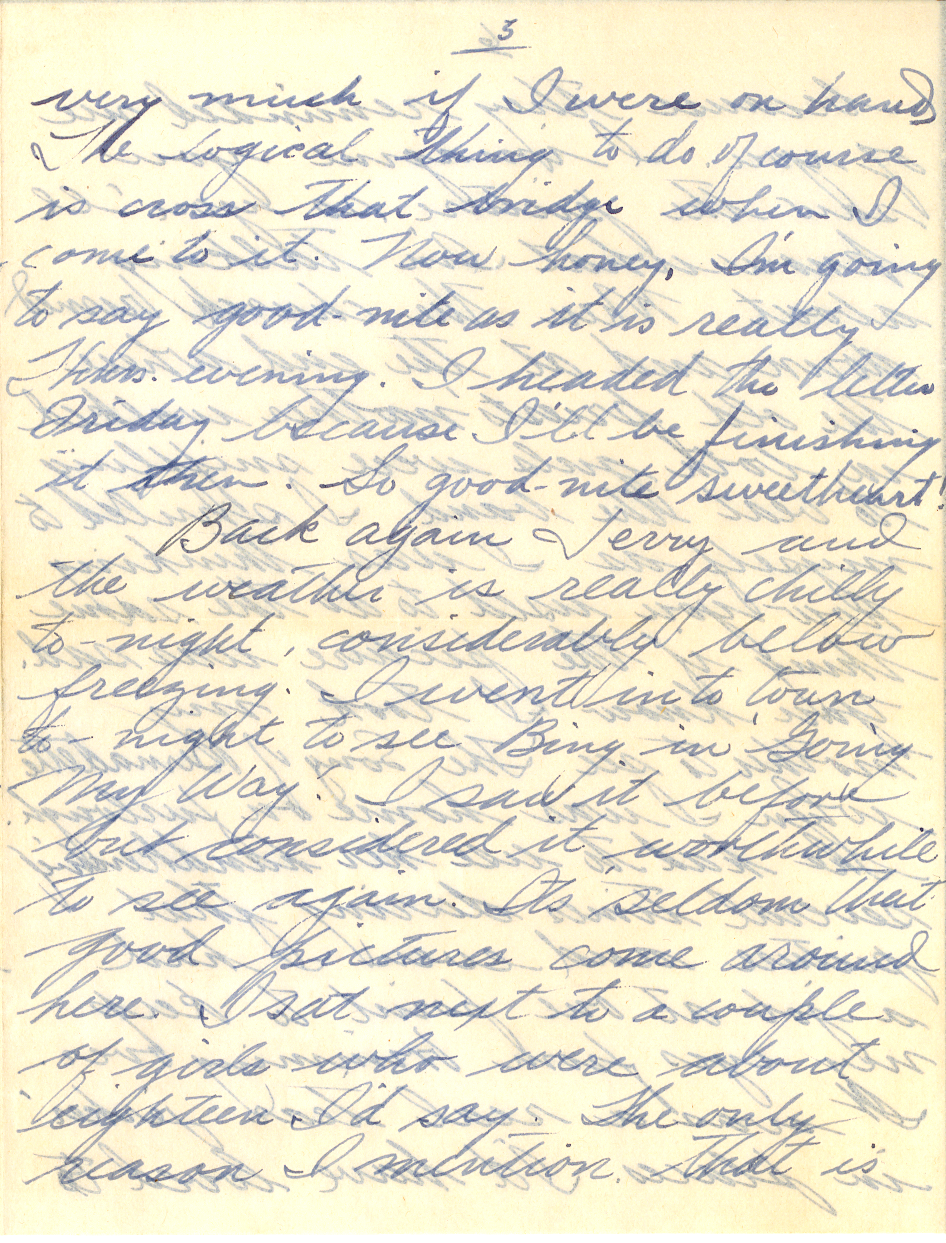 3
very much if I were on hand
The logical thing to do of course
is cross that bridge when I
come to it. Now honey, I'm going
to say good-nite as it is really
Thurs. evening. I headed the letter
Friday because I'll be finishing
it then. So good-nite sweetheart!
Back again Jerry and
the weather is really chilly
to-night, considerably bellow
freezing. I went in to town
to-night to see Bing in 'Going
My Way'. I saw it before
but considered it worthwhile
to see again. It's seldom that
good pictures come around
here. I sat next to a couple
of girls who were about
eighteen I'd say. The only
reason I mention that is